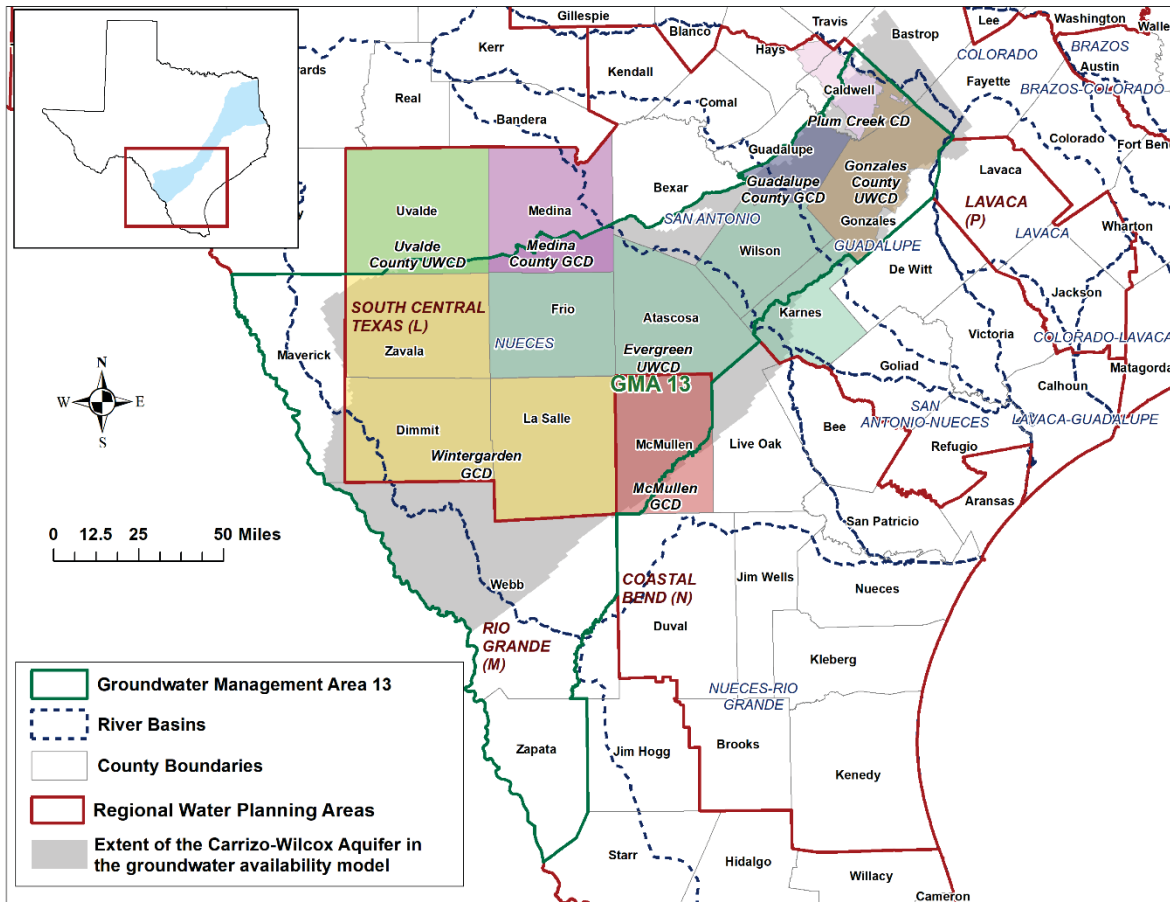 Gillespie
Blanco
Travis
Lee
Washington
Waller
Kerr
Hays
Bastrop
BRAZOS
COLORADO
Kendall
Fayette
Austin
BRAZOS-COLORADO
Real
Comal
Caldwell
Bandera
Plum Creek CD
Colorado
Fort Bend
Guadalupe
Lavaca
Bexar
Guadalupe
County GCD
Gonzales
County
UWCD
Gonzales
Uvalde
Medina
SAN ANTONIO
LAVACA
(P)
Wharton
LAVACA
Uvalde
County UWCD
Medina
County GCD
Wilson
GUADALUPE
De Witt
SOUTH CENTRAL
TEXAS (L)
Frio
Atascosa
Karnes
Jackson
Maverick
Zavala
NUECES
Evergreen
UWCD
Victoria
COLORADO-LAVACA
Goliad
Matagorda
GMA 13
Calhoun
N
W
E
S
Dimmit
La Salle
SAN
ANTONIO-NUECES
LAVACA-GUADALUPE
Wintergarden
GCD
McMullen
Live Oak
Bee
Refugio
McMullen
GCD
Aransas
0 12.5 25 50 Miles
San Patricio
Webb
COASTAL
BEND (N)
Jim Wells
Nueces
RIO
GRANDE
(M)
Duval
Kleberg
NUECES-RIO
GRANDE
Zapata
Jim Hogg
Brooks
Kenedy
Starr
Hidalgo
Willacy
Cameron
Groundwater Management Area 13
River Basins
County Boundaries
Regional Water Planning Areas
Extent of the Carrizo-Wilcox Aquifer in
the groundwater availability model